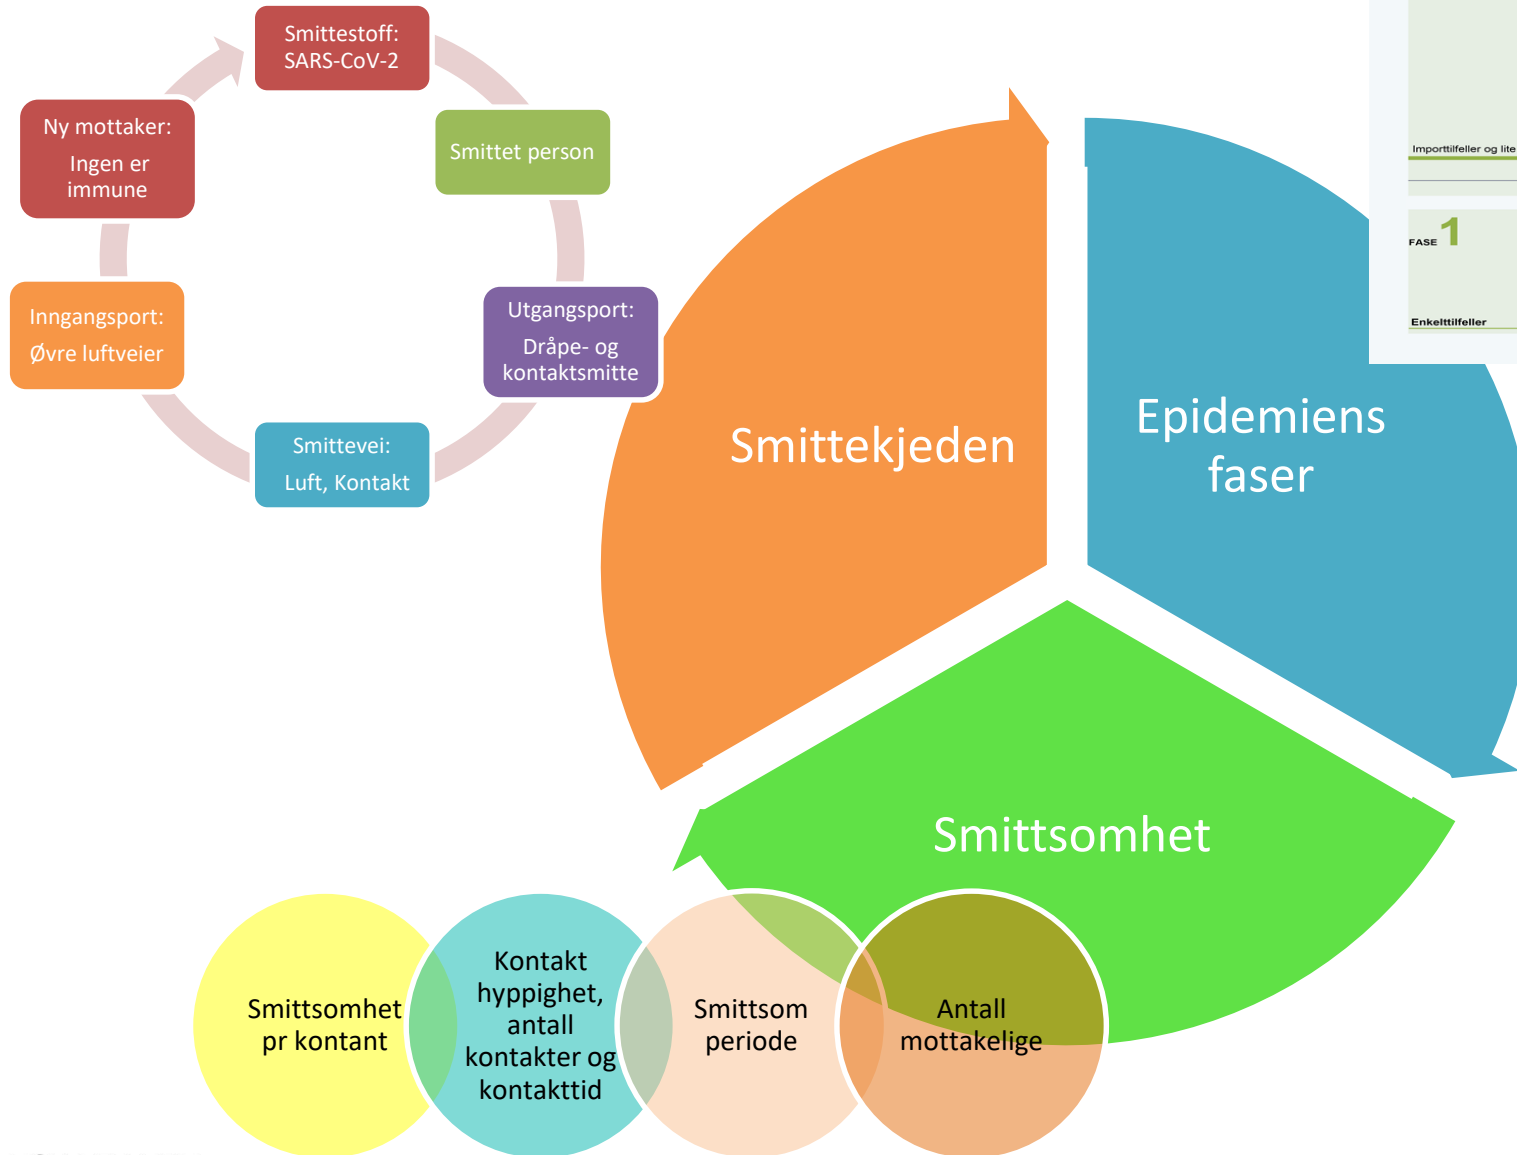 Smittestoff:
SARS-CoV-2
Smittet person
Utgangsport:
Dråpe- og
kontaktsmitte
Smittevei:
Luft, Kontakt
Inngangsport:
Øvre luftveier
Ny mottaker:
Ingen er
immune
Smittekjeden
Epidemiens
faser
Smittsomhet
Importtilfeller og lite
FASE 1
Enkelttilfeller
Smittsomhet
pr kontant
Kontakt
hyppighet,
antall
kontakter og
kontakttid
Smittsom
periode
Antall
mottakelige